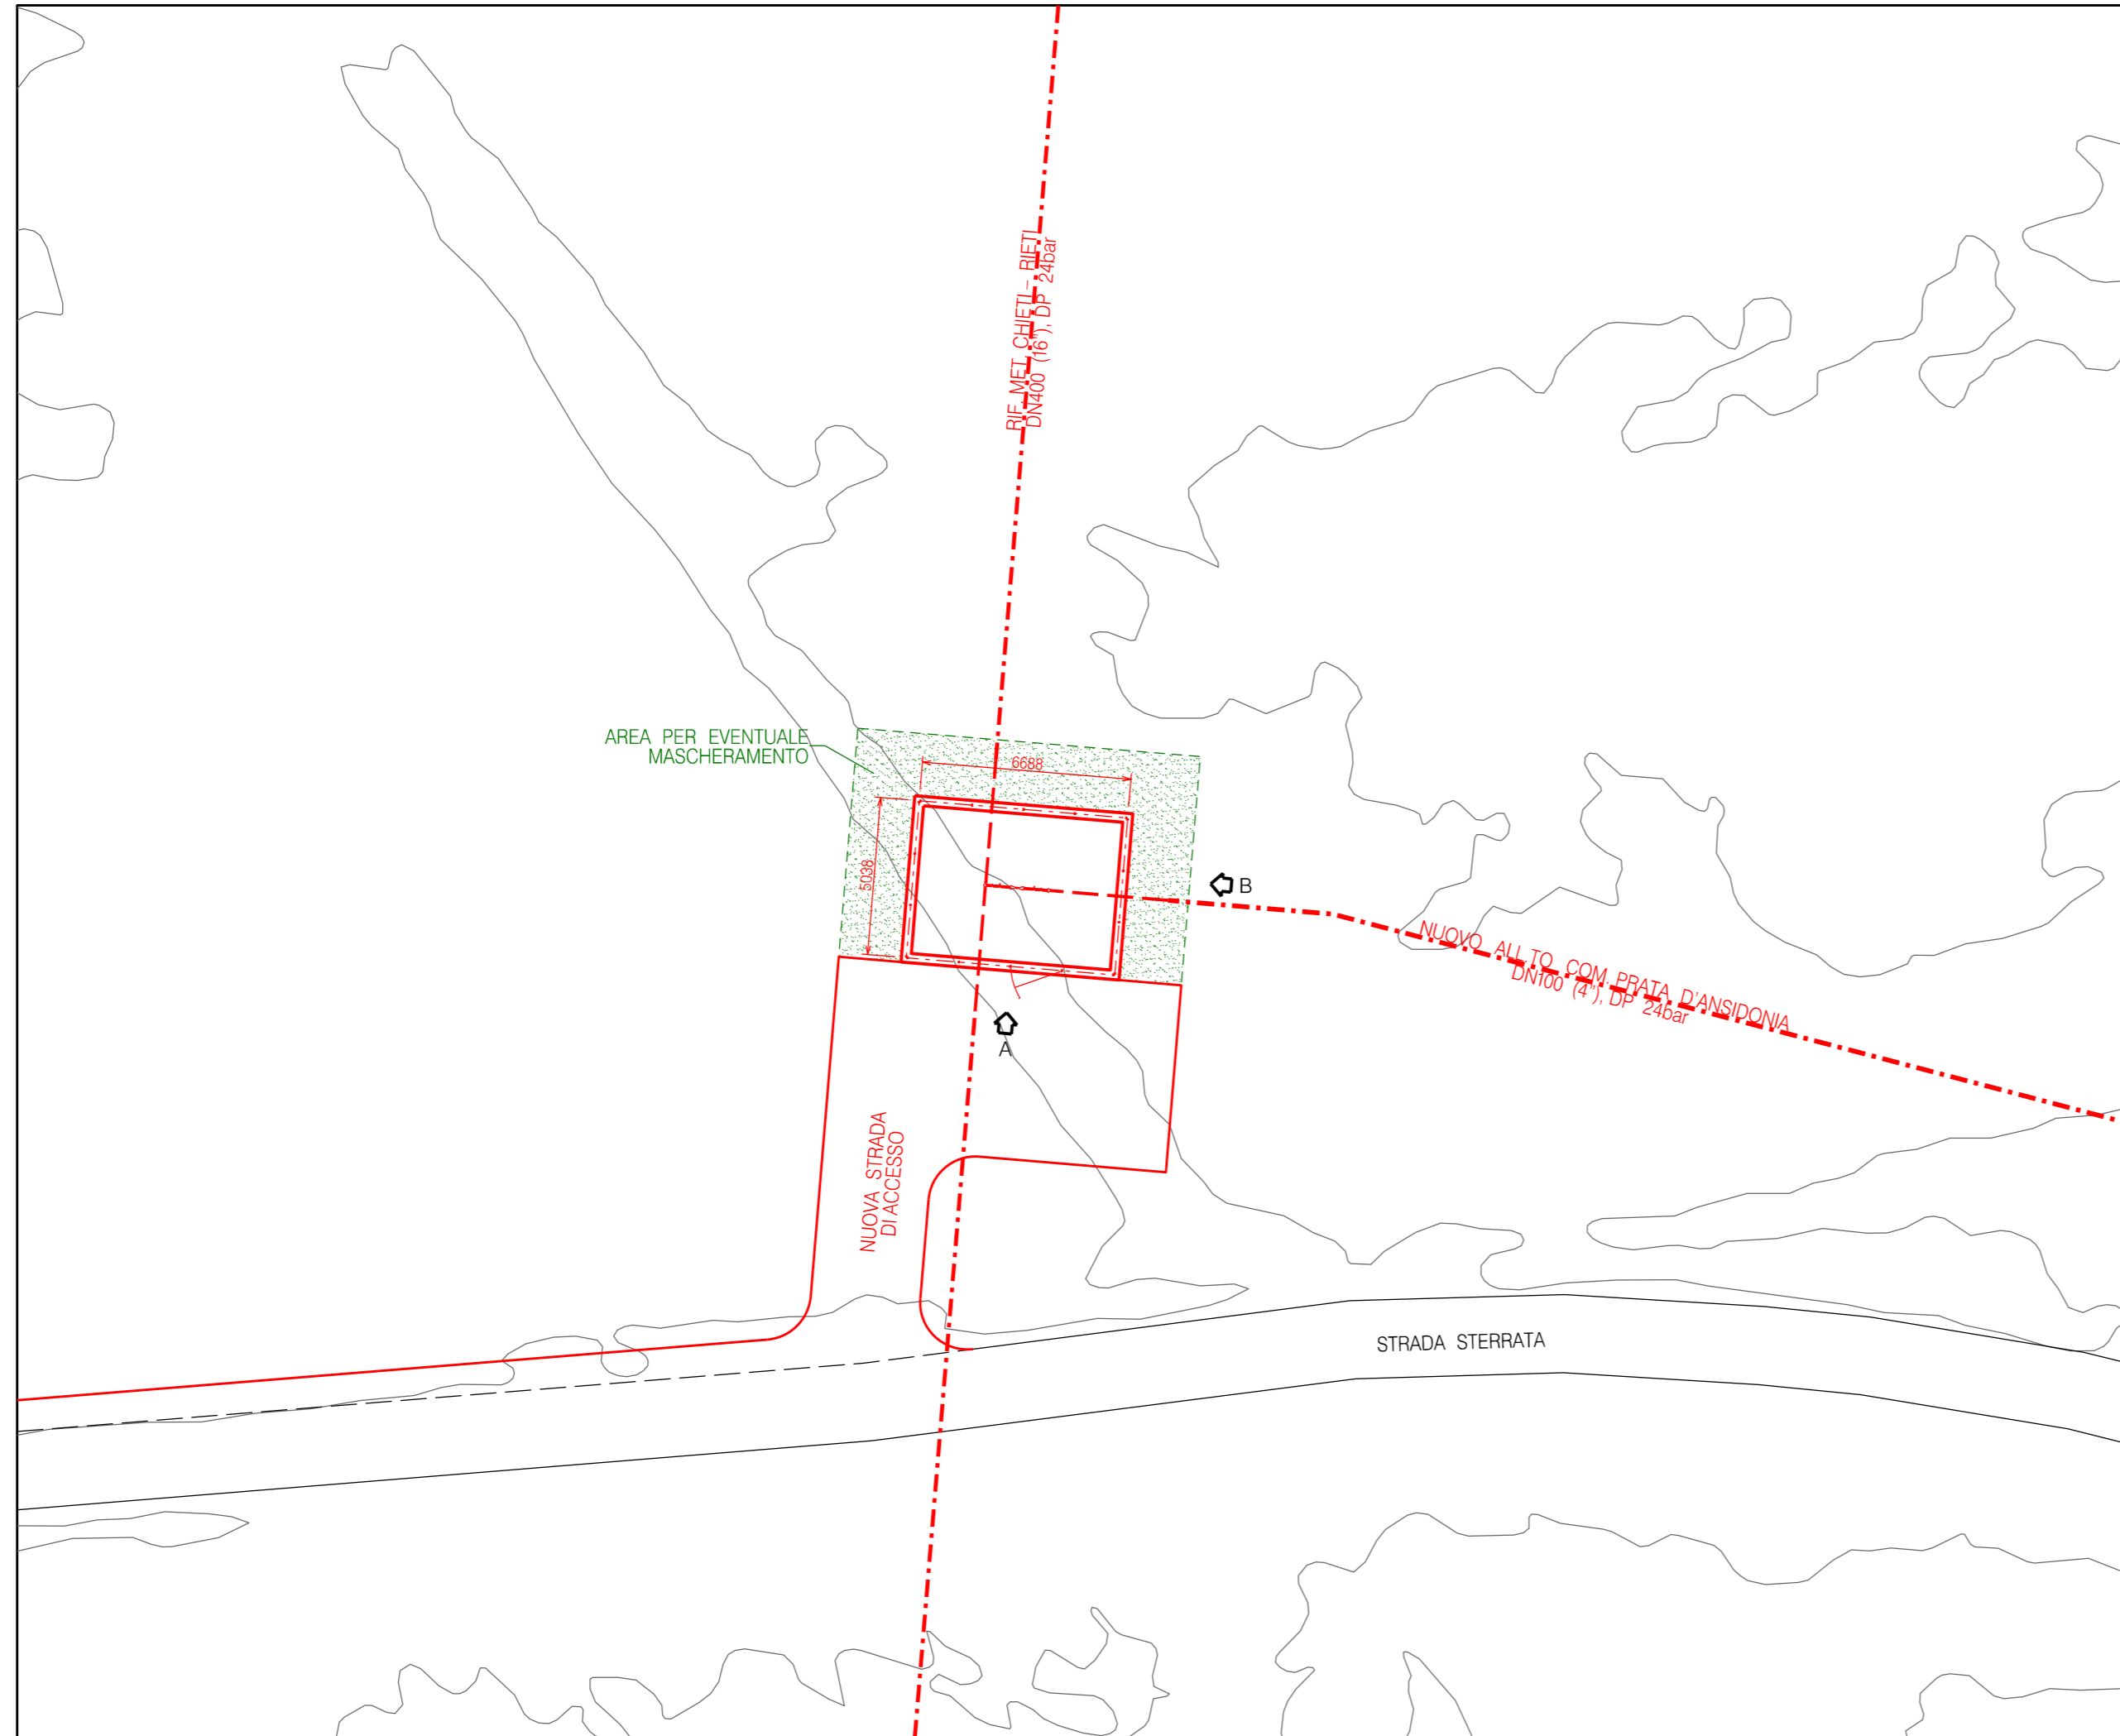 RIF. MET. CHIETI - RIETI
DN400 (16"), DP 24bar
AREA PER EVENTUALE
MASCHERAMENTO
6688
5038
B
NUOVO ALL.TO COM. PRATA D'ANSIDONIA
DN100 (4"), DP 24bar
A
NUOVA STRADA
DI ACCESSO
STRADA STERRATA